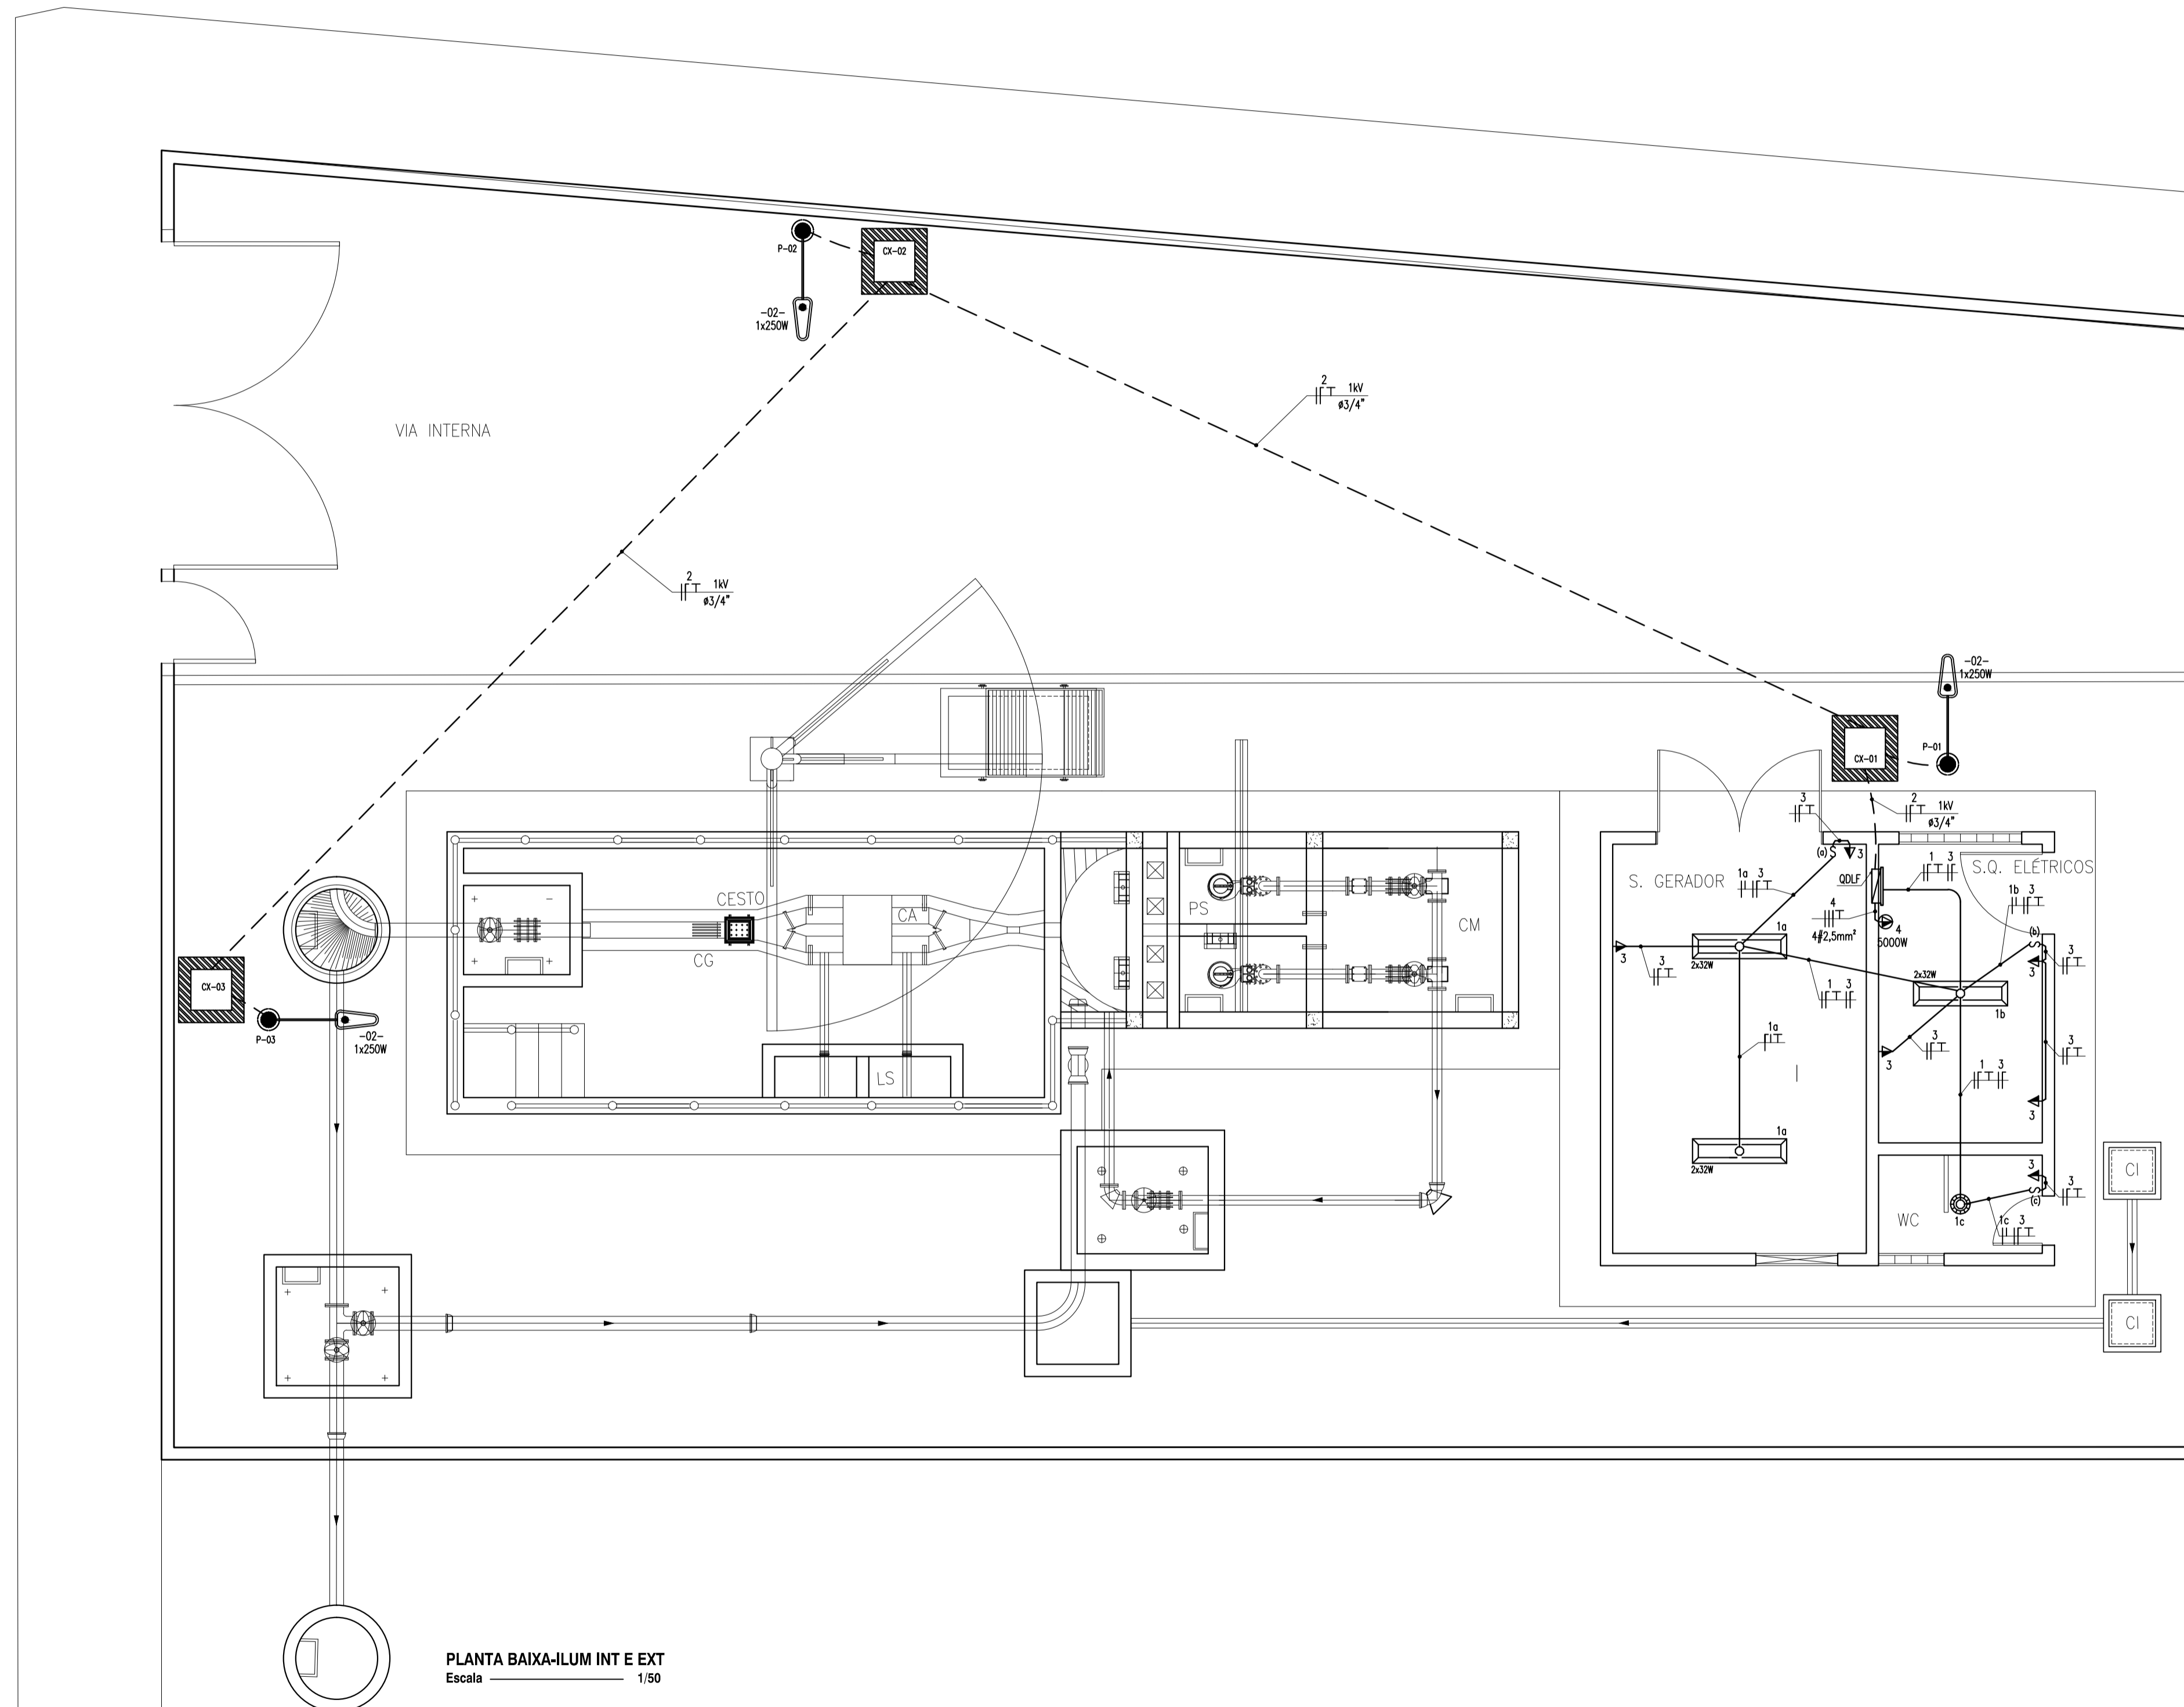 P-02
CX-02
-02-
1x250W
2 1kV
ø3/4"
VIA INTERNA
2 1kV
ø3/4"
-02-
1x250W
P-01
CX-01
3
2 1kV
ø3/4"
(a) S 3
1a 3
S. GERADOR
QDLF
1 3
S.Q. ELÉTRICOS
1b 3
4
4#2,5mm²
4
5000W
CESTO
CA
PS
CM
CG
1a
2x32W
3
3
1 3
2x32W
1b
(b)
S
3
3
CX-03
P-03
-02-
1x250W
1a
3
3
1 3
3
3
LS
1a
2x32W
3
3
S
(c)
WC
1c
1c 3
CI
CI
PLANTA BAIXA-ILUM INT E EXT
Escala 1/50